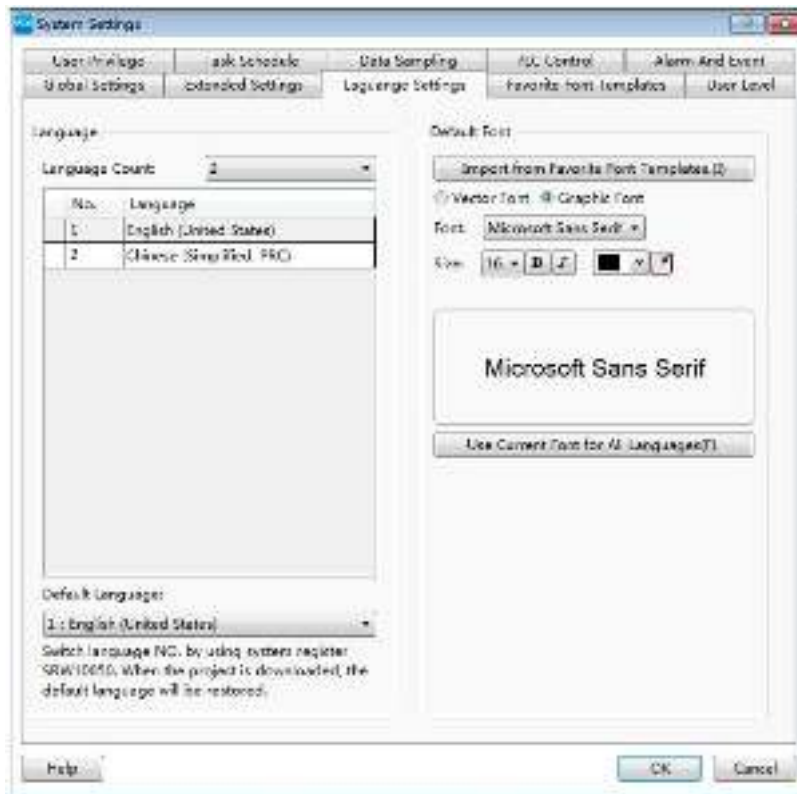 System Settings
User Privilege
Task Schedule
Data Sampling
PLC Control
Alarm And Event
Global Settings
Extended Settings
Laguange Settings
Favorite Font Templates
User Level
Language
Language Count:
2
No.
Language
1
English (United States)
2
Chinese (Simplified, PRC)
Default Language:
1 : English (United States)
Switch language NO. by using system register
SRW10050. When the project is downloaded, the
default language will be restored.
Default Font
Import from Favorite Font Templates.(I)
Vector Font
Graphic Font
Font:
Microsoft Sans Serif
Size:
16
B
I
Microsoft Sans Serif
Use Current Font for All Languages(F)
Help
OK
Cancel